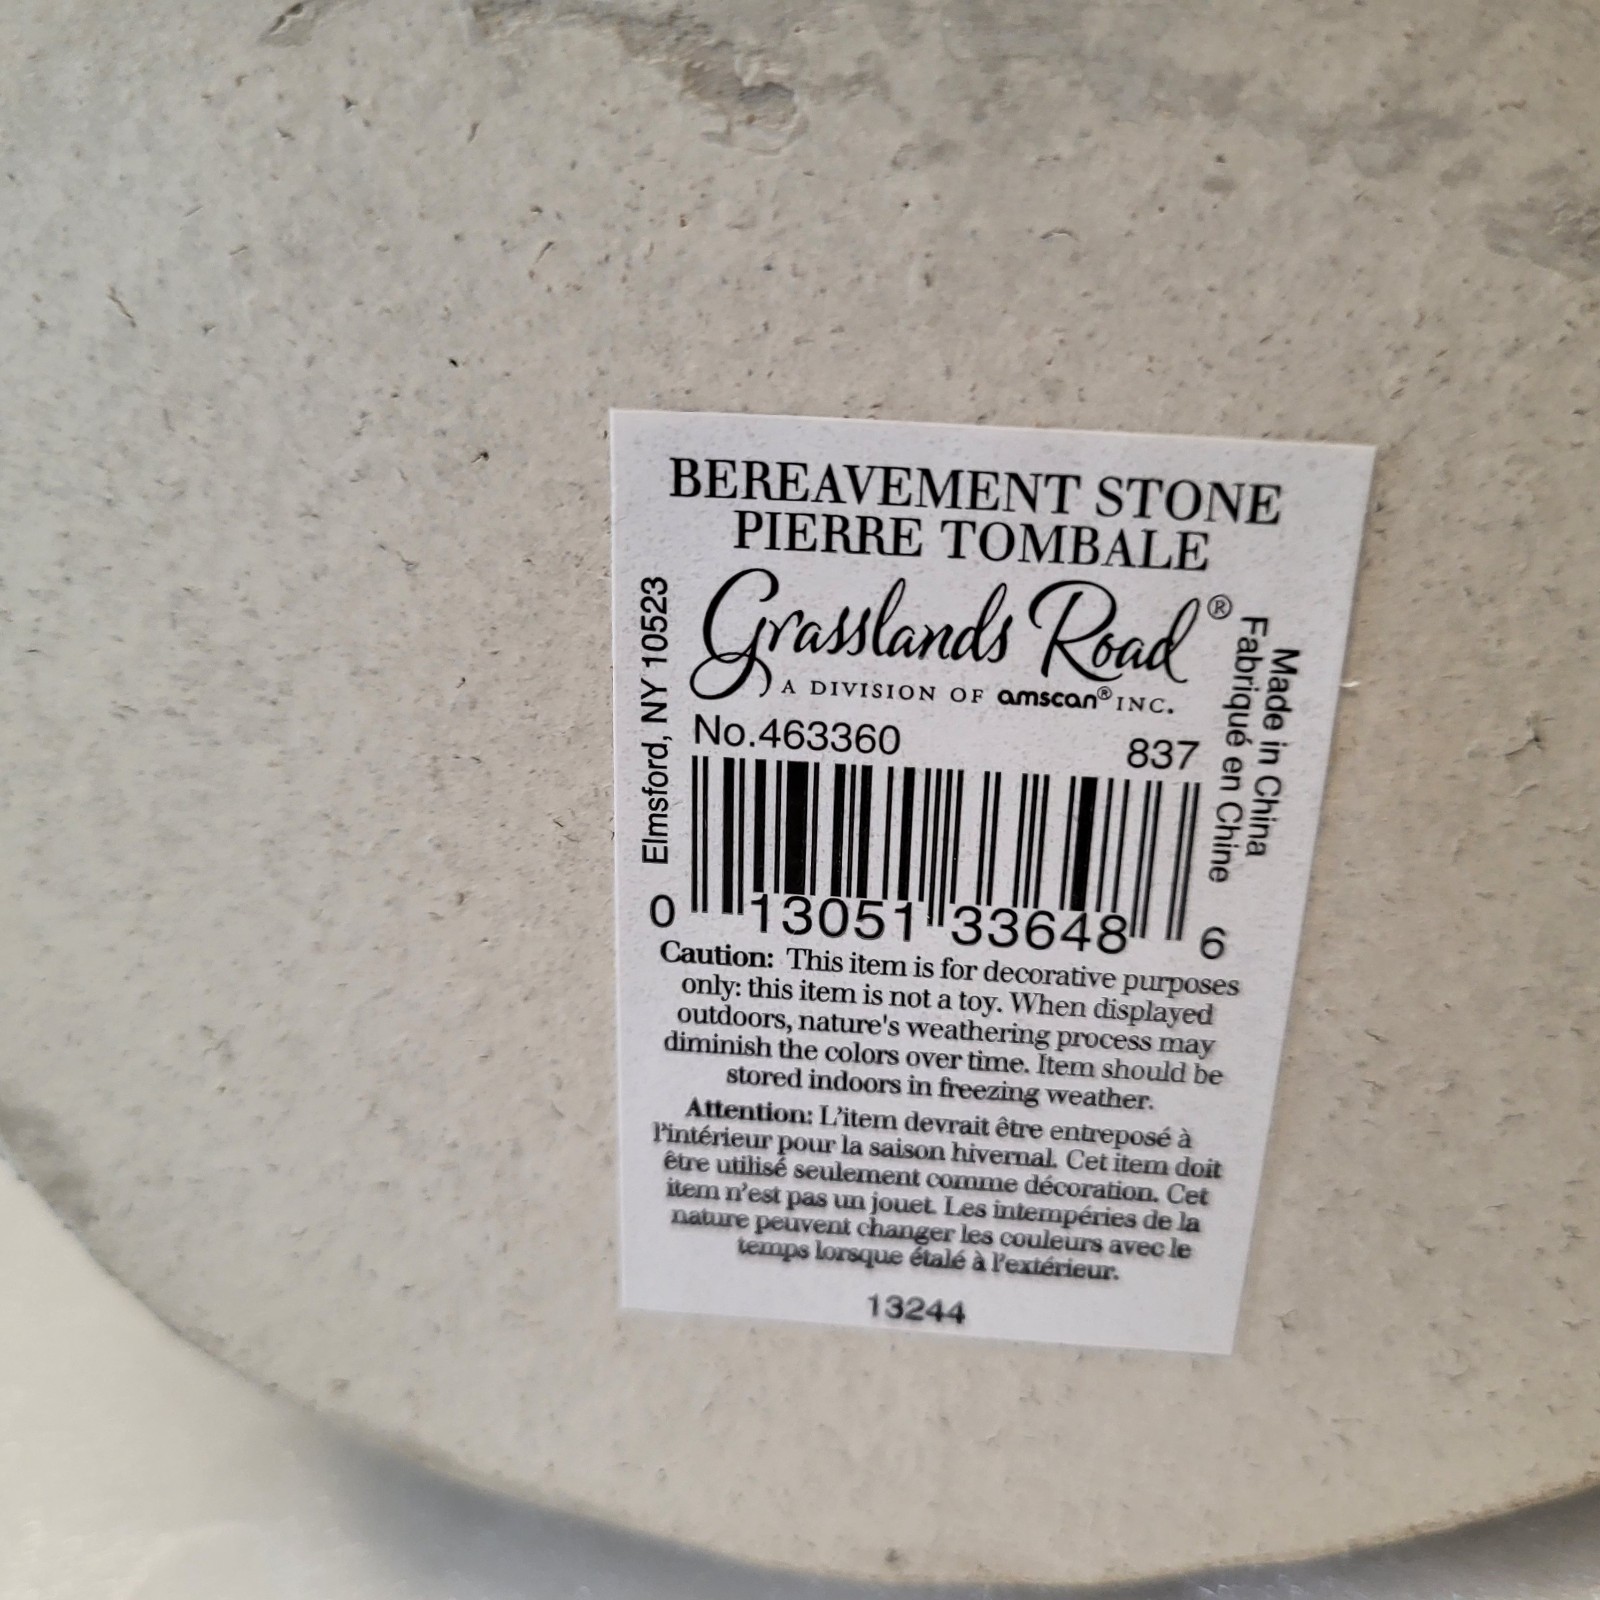 BEREAVEMENT STONE
PIERRE TOMBALE
Grasslands Road®
A DIVISION OF amscan® INC.
Elmsford, NY 10523
Made in China
Fabriqué en Chine
No.463360 837
0 13051 33648 6
Caution: This item is for decorative purposes
only: this item is not a toy. When displayed
outdoors, nature's weathering process may
diminish the colors over time. Item should be
stored indoors in freezing weather.
Attention: L'item devrait être entreposé à
l'intérieur pour la saison hivernal. Cet item doit
être utilisé seulement comme décoration. Cet
item n'est pas un jouet. Les intempéries de la
nature peuvent changer les couleurs avec le
temps lorsque étalé à l'extérieur.
13244